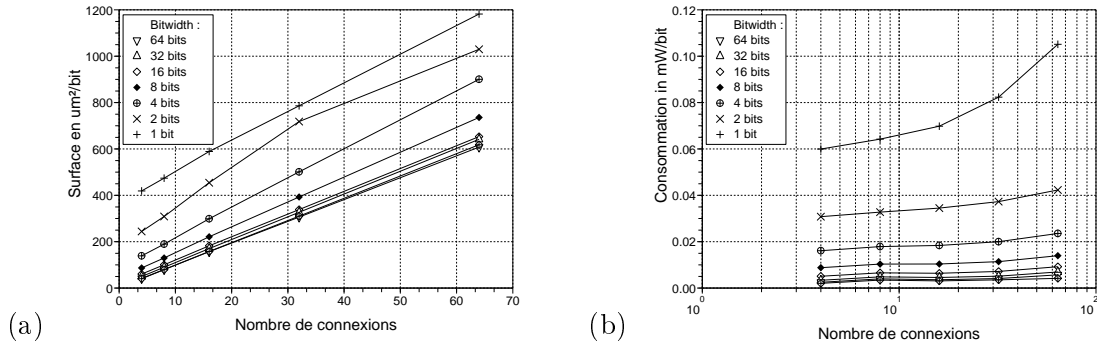 Surface en um²/bit
1200
1000
800
600
400
200
0
Bitwidth :
64 bits
32 bits
16 bits
8 bits
4 bits
2 bits
1 bit
0 10 20 30 40 50 60 70
Nombre de connexions
(a)
Consommation in mW/bit
0.12
0.10
0.08
0.06
0.04
0.02
0.00
Bitwidth :
64 bits
32 bits
16 bits
8 bits
4 bits
2 bits
1 bit
10⁰ 10¹ 10²
Nombre de connexions
(b)